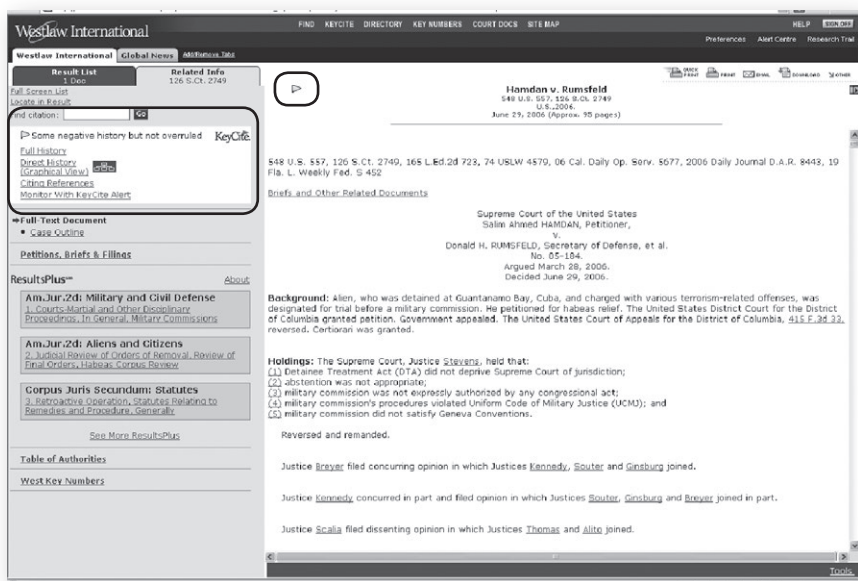 Westlaw International
FIND KEYCITE DIRECTORY KEY NUMBERS COURT DOCS SITE MAP
HELP SIGN OFF
Preferences Alert Centre Research Trail
Westlaw International Global News Add/Remove Tabs
Result List
1 Doc
Related Info
126 S.Ct. 2749
Full Screen List
Locate in Result
Find citation: Go
Some negative history but not overruled KeyCite
Full History
Direct History
(Graphical View)
Citing References
Monitor With KeyCite Alert
Full-Text Document
• Case Outline
Petitions, Briefs & Filings
ResultsPlus About
Am.Jur.2d: Military and Civil Defense
1. Courts-Martial and Other Disciplinary
Proceedings, In General, Military Commissions
Am.Jur.2d: Aliens and Citizens
2. Judicial Review of Orders of Removal, Review of
Final Orders, Habeas Corpus Review
Corpus Juris Secundum: Statutes
3. Retroactive Operation, Statutes Relating to
Remedies and Procedure, Generally
See More ResultsPlus
Table of Authorities
West Key Numbers
QUICK PRINT PRINT EMAIL DOWNLOAD OTHER
Hamdan v. Rumsfeld
548 U.S. 557, 126 S.Ct. 2749
U.S.,2006.
June 29, 2006 (Approx. 95 pages)
548 U.S. 557, 126 S.Ct. 2749, 165 L.Ed.2d 723, 74 USLW 4579, 06 Cal. Daily Op. Serv. 5677, 2006 Daily Journal D.A.R. 8443, 19
Fla. L. Weekly Fed. S 452
Briefs and Other Related Documents
Supreme Court of the United States
Salim Ahmed HAMDAN, Petitioner,
v.
Donald H. RUMSFELD, Secretary of Defense, et al.
No. 05-184.
Argued March 28, 2006.
Decided June 29, 2006.
Background: Alien, who was detained at Guantanamo Bay, Cuba, and charged with various terrorism-related offenses, was
designated for trial before a military commission. He petitioned for habeas relief. The United States District Court for the District
of Columbia granted petition. Government appealed. The United States Court of Appeals for the District of Columbia, 415 F.3d 33,
reversed. Certiorari was granted.
Holdings: The Supreme Court, Justice Stevens, held that:
(1) Detainee Treatment Act (DTA) did not deprive Supreme Court of jurisdiction;
(2) abstention was not appropriate;
(3) military commission was not expressly authorized by any congressional act;
(4) military commission's procedures violated Uniform Code of Military Justice (UCMJ); and
(5) military commission did not satisfy Geneva Conventions.
Reversed and remanded.
Justice Breyer filed concurring opinion in which Justices Kennedy, Souter and Ginsburg joined.
Justice Kennedy concurred in part and filed opinion in which Justices Souter, Ginsburg and Breyer joined in part.
Justice Scalia filed dissenting opinion in which Justices Thomas and Alito joined.
Tools